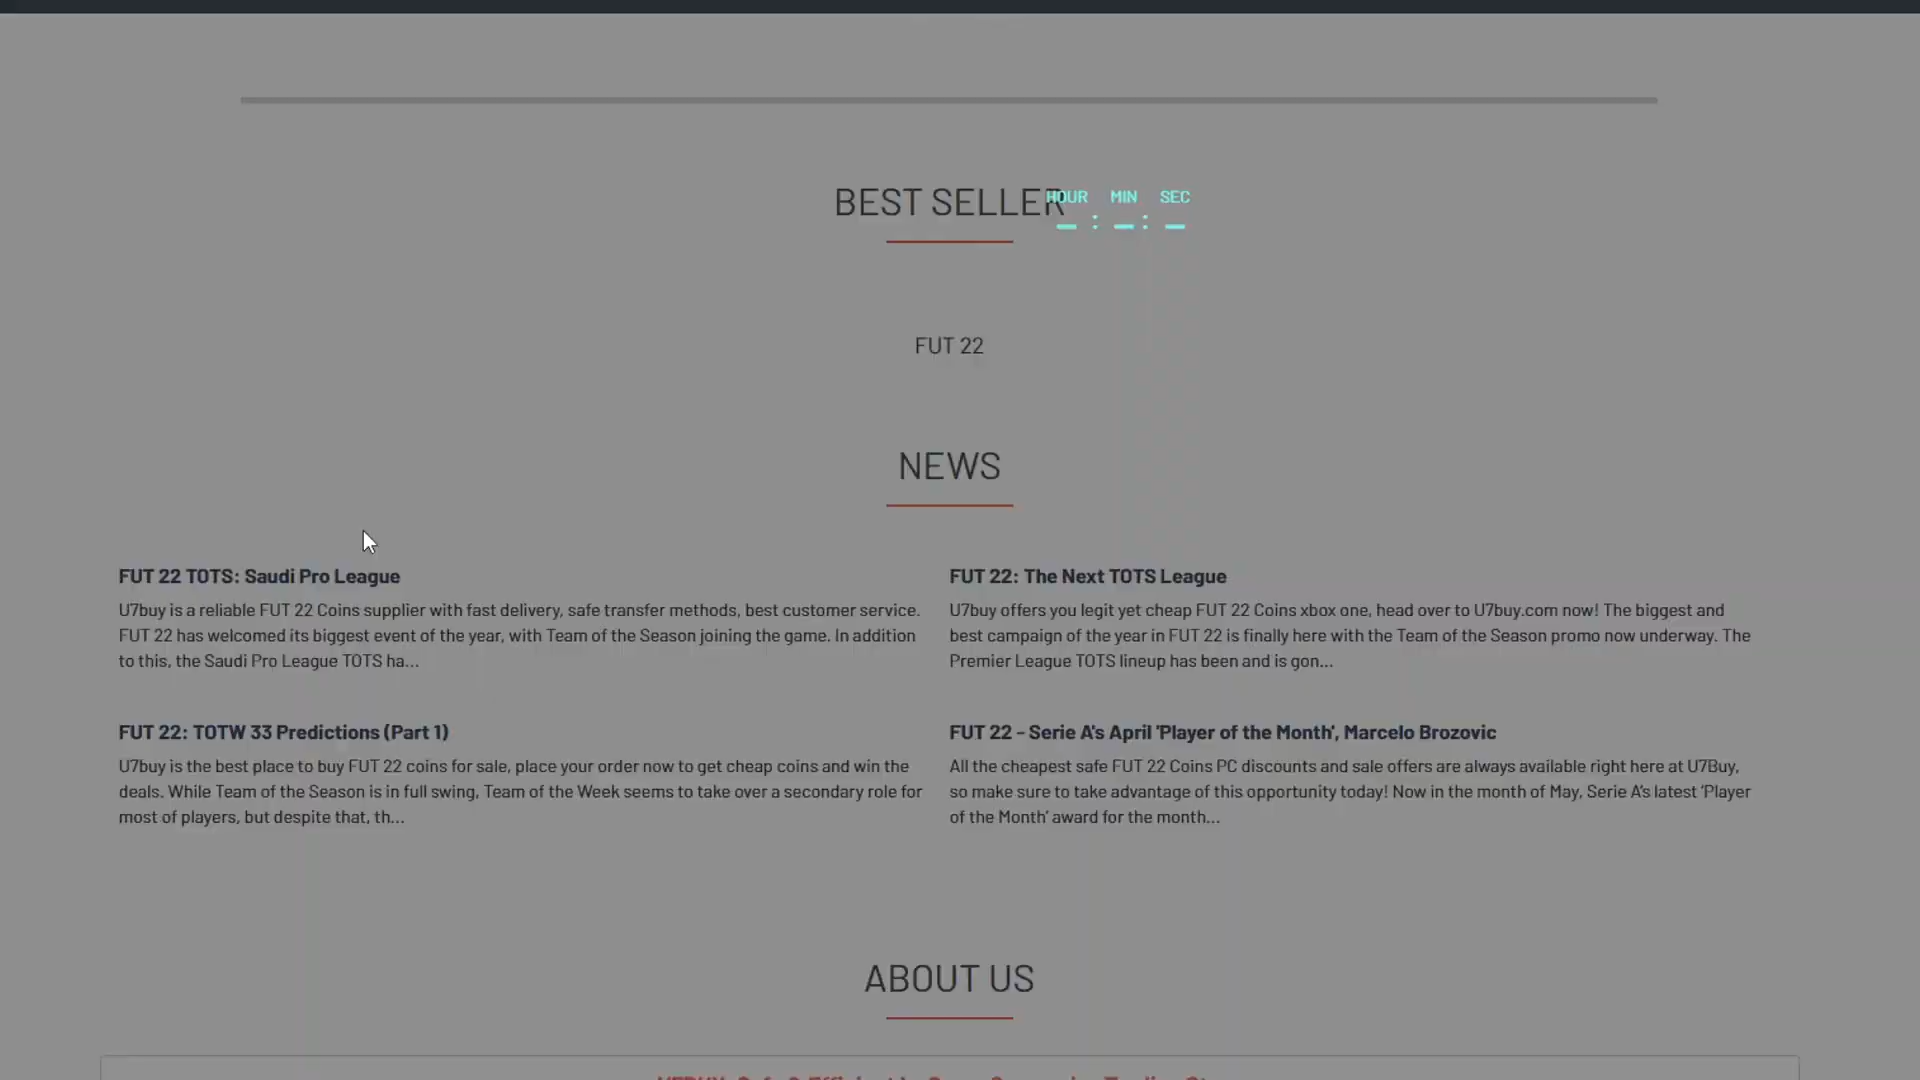 BEST SELLER
HOUR MIN SEC
– : – : –
FUT 22
NEWS
FUT 22 TOTS: Saudi Pro League
U7buy is a reliable FUT 22 Coins supplier with fast delivery, safe transfer methods, best customer service.
FUT 22 has welcomed its biggest event of the year, with Team of the Season joining the game. In addition
to this, the Saudi Pro League TOTS ha...
FUT 22: The Next TOTS League
U7buy offers you legit yet cheap FUT 22 Coins xbox one, head over to U7buy.com now! The biggest and
best campaign of the year in FUT 22 is finally here with the Team of the Season promo now underway. The
Premier League TOTS lineup has been and is gon...
FUT 22: TOTW 33 Predictions (Part 1)
U7buy is the best place to buy FUT 22 coins for sale, place your order now to get cheap coins and win the
deals. While Team of the Season is in full swing, Team of the Week seems to take over a secondary role for
most of players, but despite that, th...
FUT 22 - Serie A's April 'Player of the Month', Marcelo Brozovic
All the cheapest safe FUT 22 Coins PC discounts and sale offers are always available right here at U7Buy,
so make sure to take advantage of this opportunity today! Now in the month of May, Serie A's latest 'Player
of the Month' award for the month...
ABOUT US